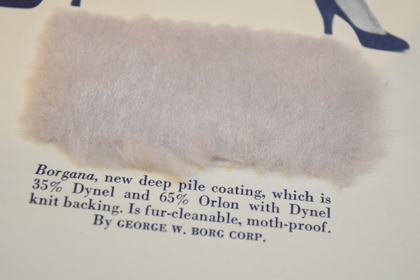 Borgana, new deep pile coating, which is
35% Dynel and 65% Orlon with Dynel
knit backing. Is fur-cleanable, moth-proof.
By GEORGE W. BORG CORP.